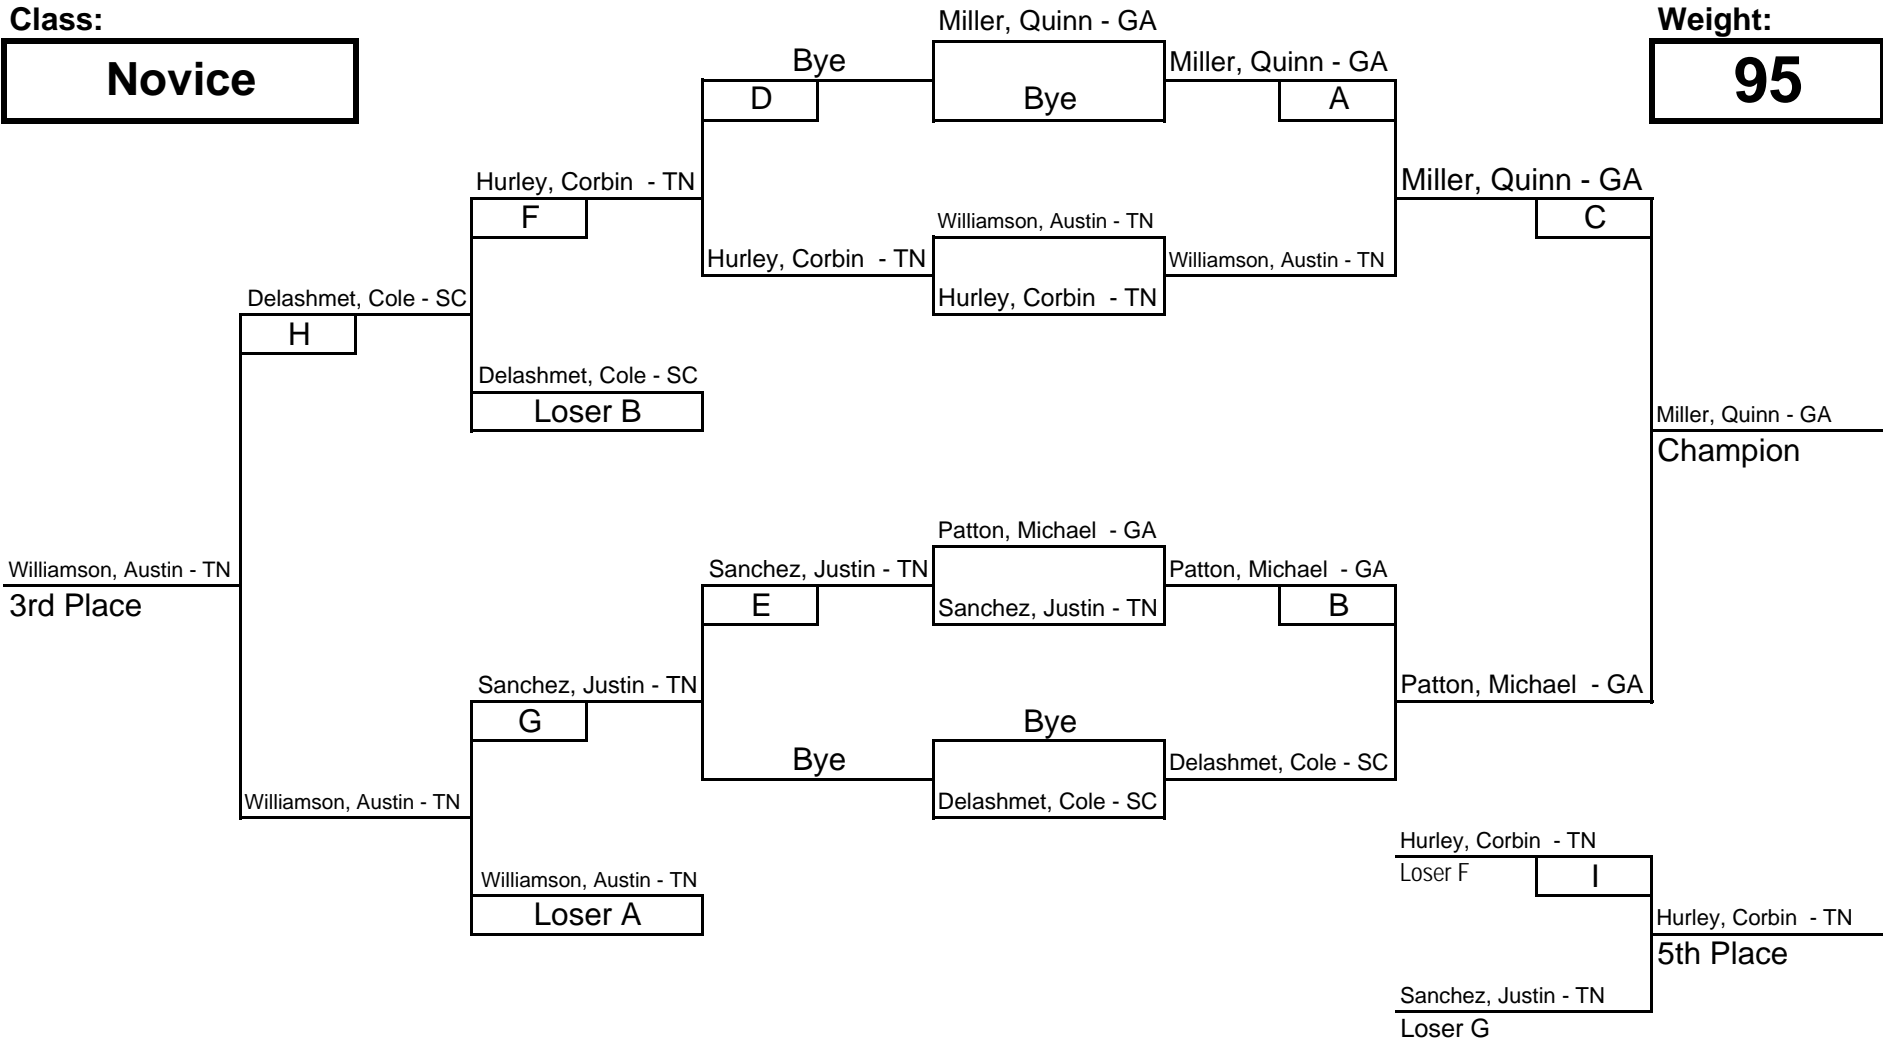 Class:
Novice
Weight:
95
Miller, Quinn - GA
Bye
Miller, Quinn - GA
D
Bye
A
Hurley, Corbin  - TN
Miller, Quinn - GA
F
C
Williamson, Austin - TN
Hurley, Corbin  - TN
Williamson, Austin - TN
Delashmet, Cole - SC
Hurley, Corbin  - TN
H
Delashmet, Cole - SC
Loser B
Miller, Quinn - GA
Champion
Patton, Michael  - GA
Williamson, Austin - TN
Sanchez, Justin - TN
Patton, Michael  - GA
3rd Place
E
Sanchez, Justin - TN
B
Sanchez, Justin - TN
Patton, Michael  - GA
G
Bye
Bye
Delashmet, Cole - SC
Williamson, Austin - TN
Delashmet, Cole - SC
Hurley, Corbin  - TN
Loser F
I
Williamson, Austin - TN
Loser A
Hurley, Corbin  - TN
5th Place
Sanchez, Justin - TN
Loser G